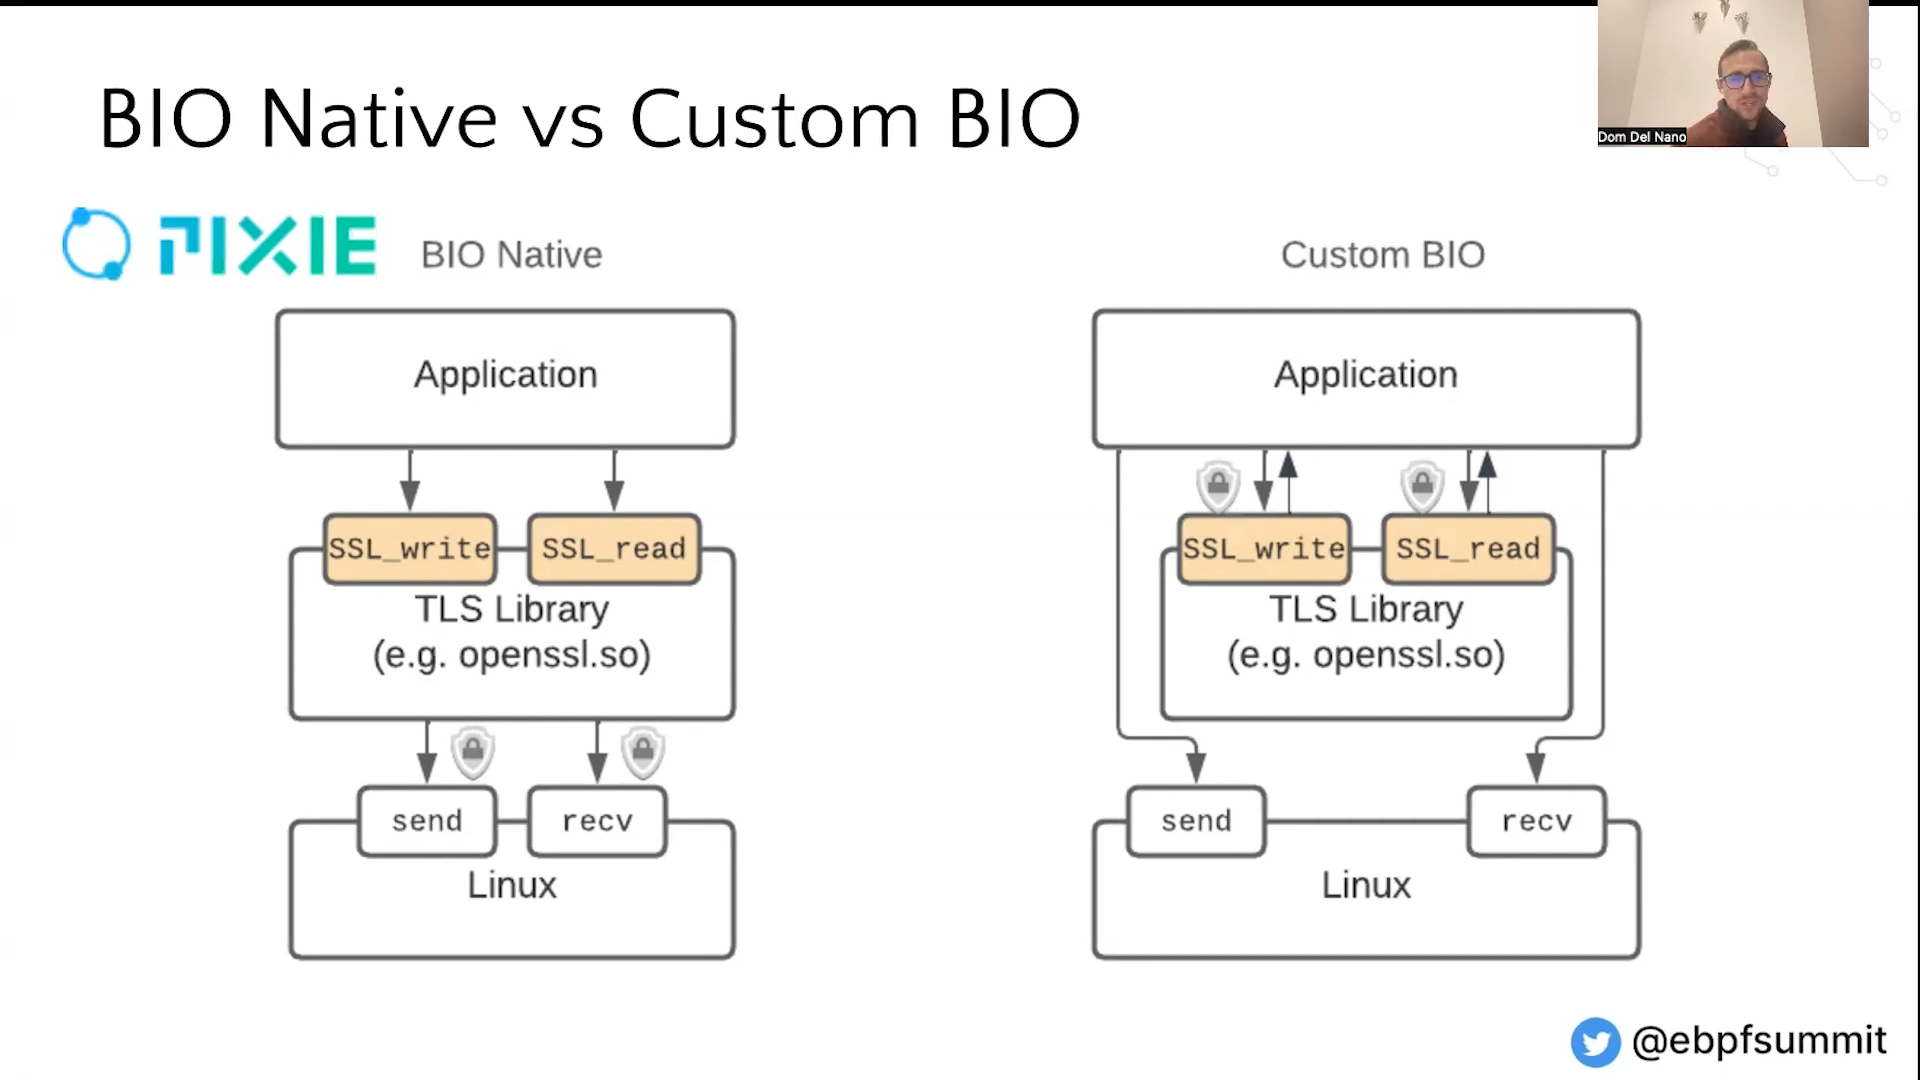 BIO Native vs Custom BIO
Dom Del Nano
PIXIE
BIO Native
Application
SSL_write
SSL_read
TLS Library
(e.g. openssl.so)
send
recv
Linux
Custom BIO
Application
SSL_write
SSL_read
TLS Library
(e.g. openssl.so)
send
recv
Linux
@ebpfsummit